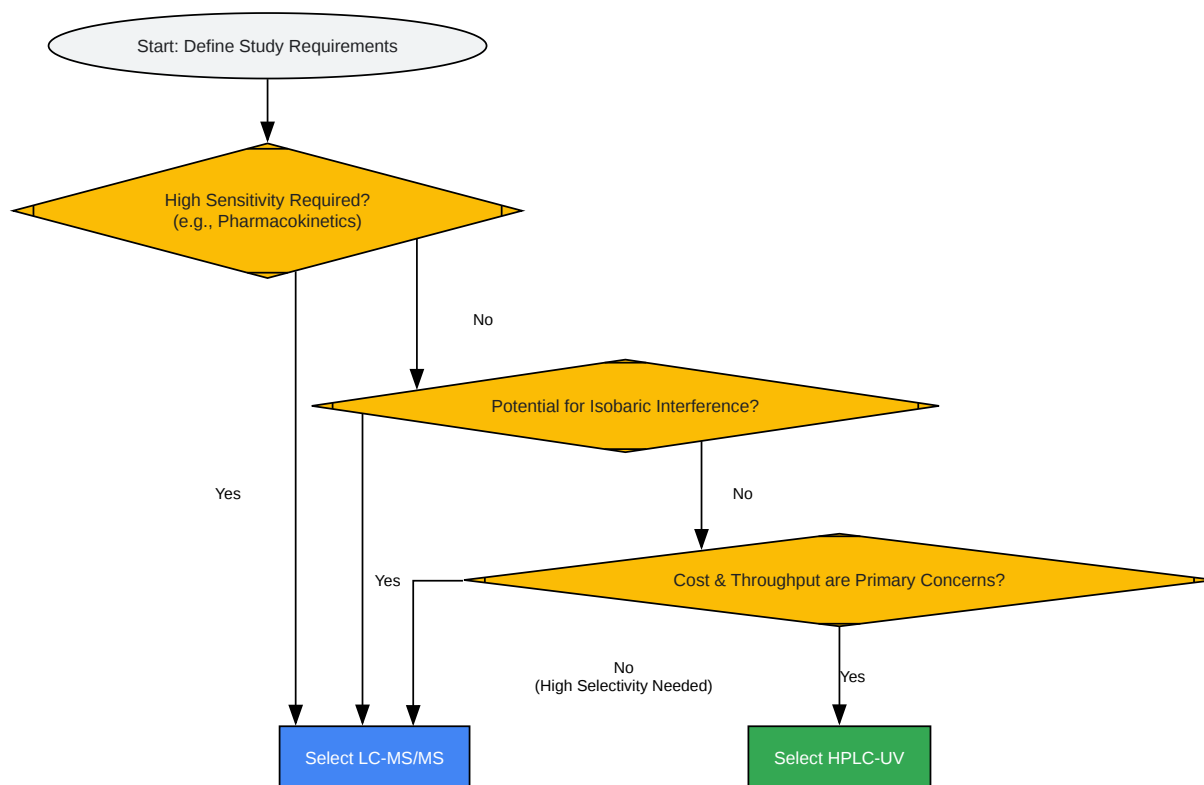 Start: Define Study Requirements
High Sensitivity Required?
(e.g., Pharmacokinetics)
No
Potential for Isobaric Interference?
Yes
No
Yes
Cost & Throughput are Primary Concerns?
No
(High Selectivity Needed)
Yes
Select LC-MS/MS
Select HPLC-UV